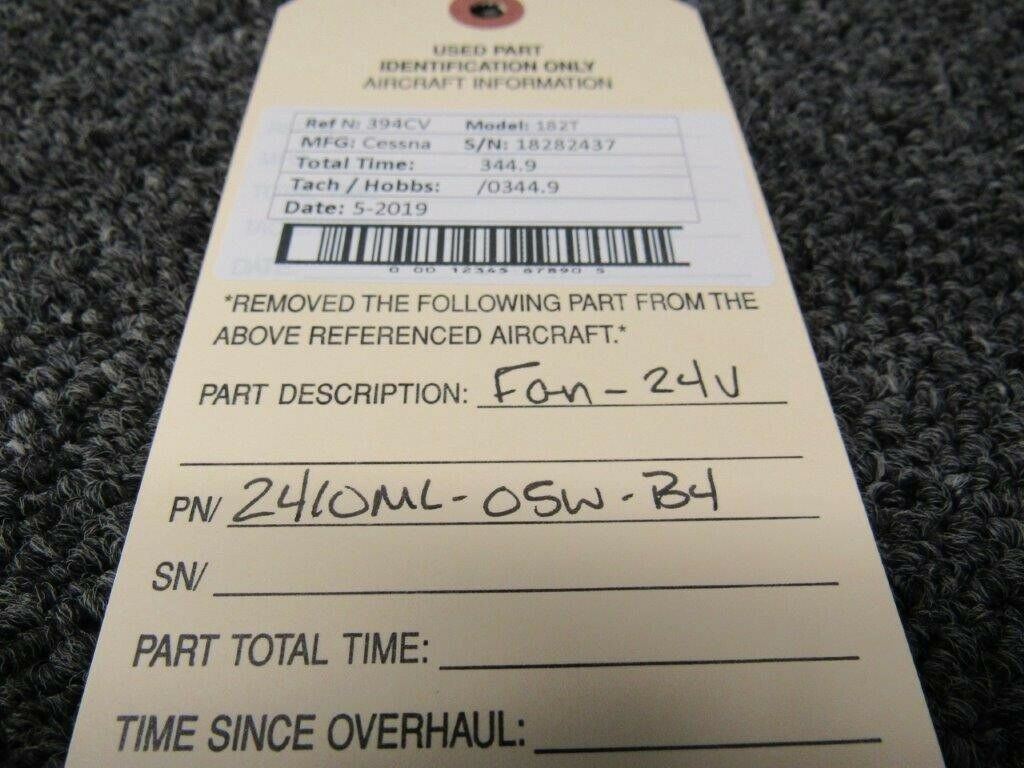 USED PART
IDENTIFICATION ONLY
AIRCRAFT INFORMATION
Ref N: 394CV Model: 182T
MFG: Cessna S/N: 18282437
Total Time: 344.9
Tach / Hobbs: /0344.9
Date: 5-2019
0 00 12345 67890 5
*REMOVED THE FOLLOWING PART FROM THE
ABOVE REFERENCED AIRCRAFT.*
PART DESCRIPTION: Fan - 24V
PN/ 2410ML-05W-B4
SN/
PART TOTAL TIME:
TIME SINCE OVERHAUL: